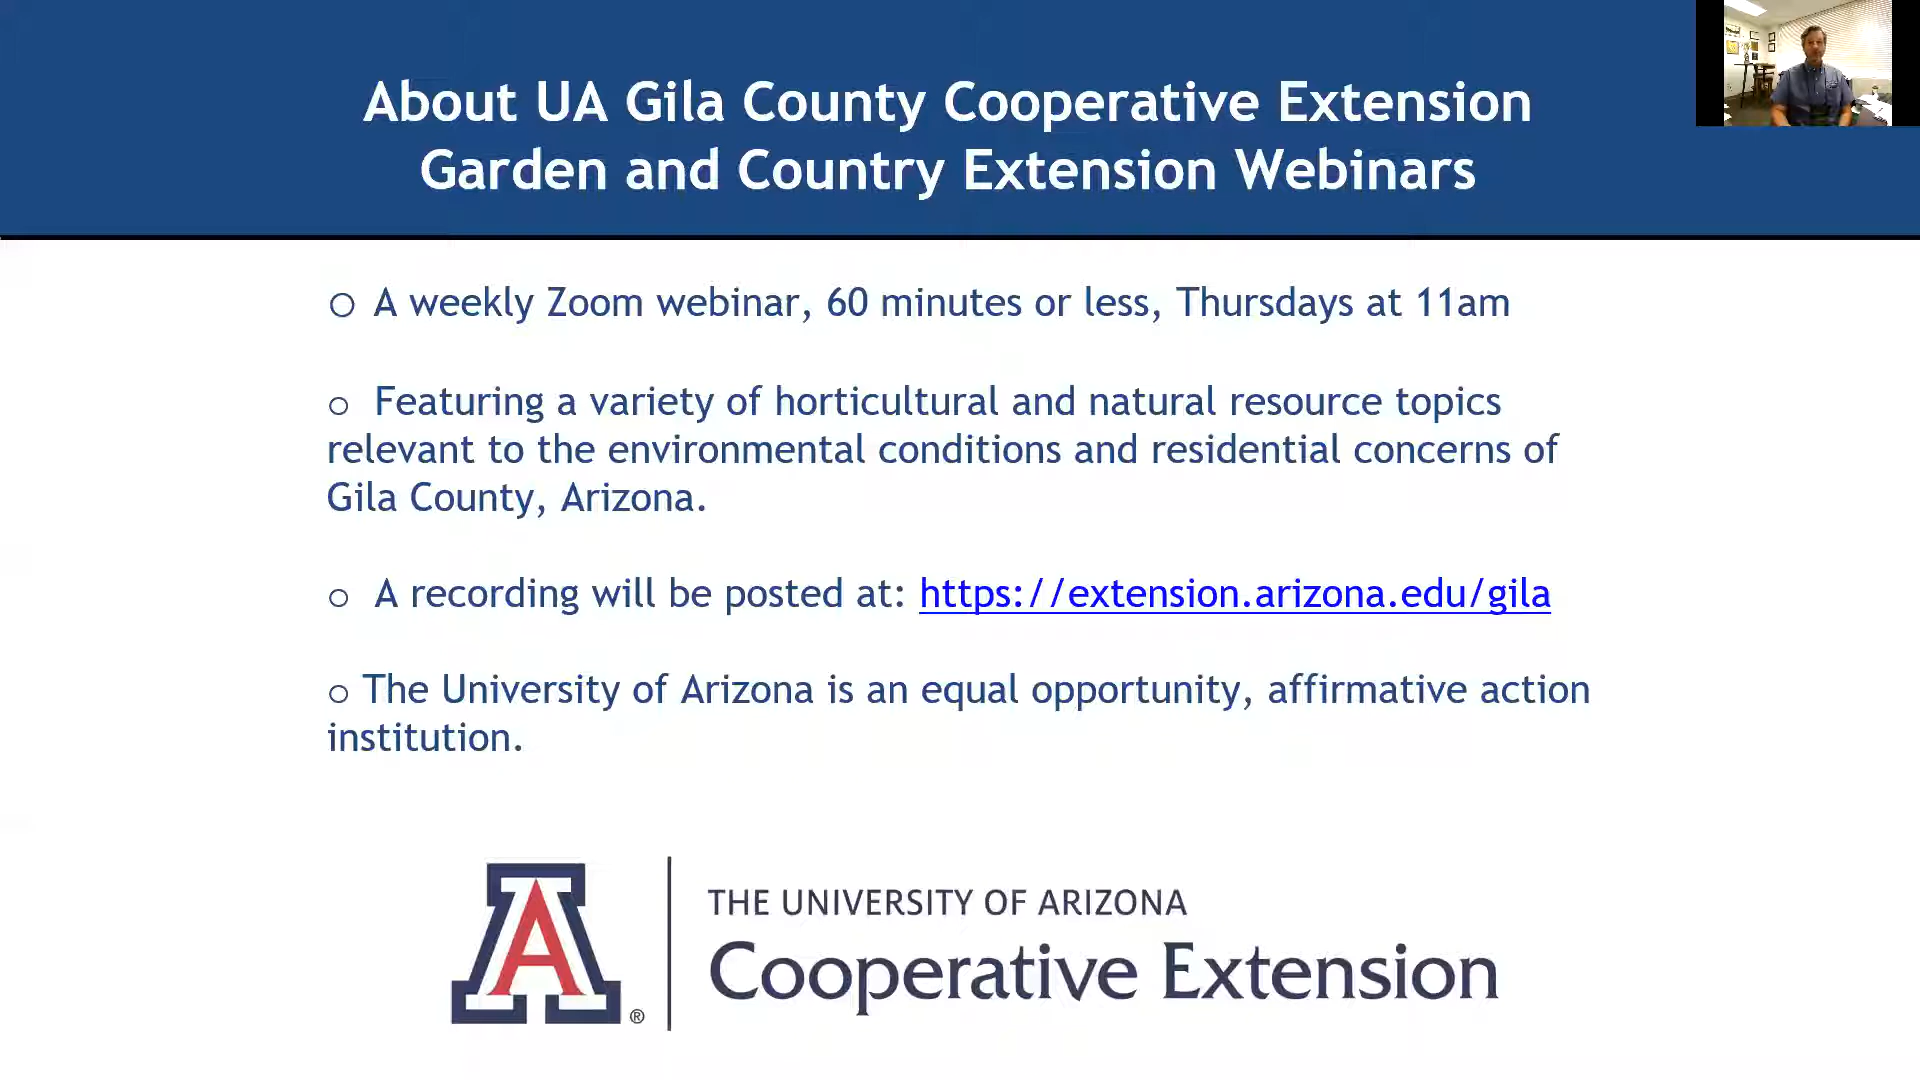 About UA Gila County Cooperative Extension
Garden and Country Extension Webinars
o A weekly Zoom webinar, 60 minutes or less, Thursdays at 11am
o Featuring a variety of horticultural and natural resource topics
relevant to the environmental conditions and residential concerns of
Gila County, Arizona.
o A recording will be posted at: https://extension.arizona.edu/gila
o The University of Arizona is an equal opportunity, affirmative action
institution.
A®
THE UNIVERSITY OF ARIZONA
Cooperative Extension